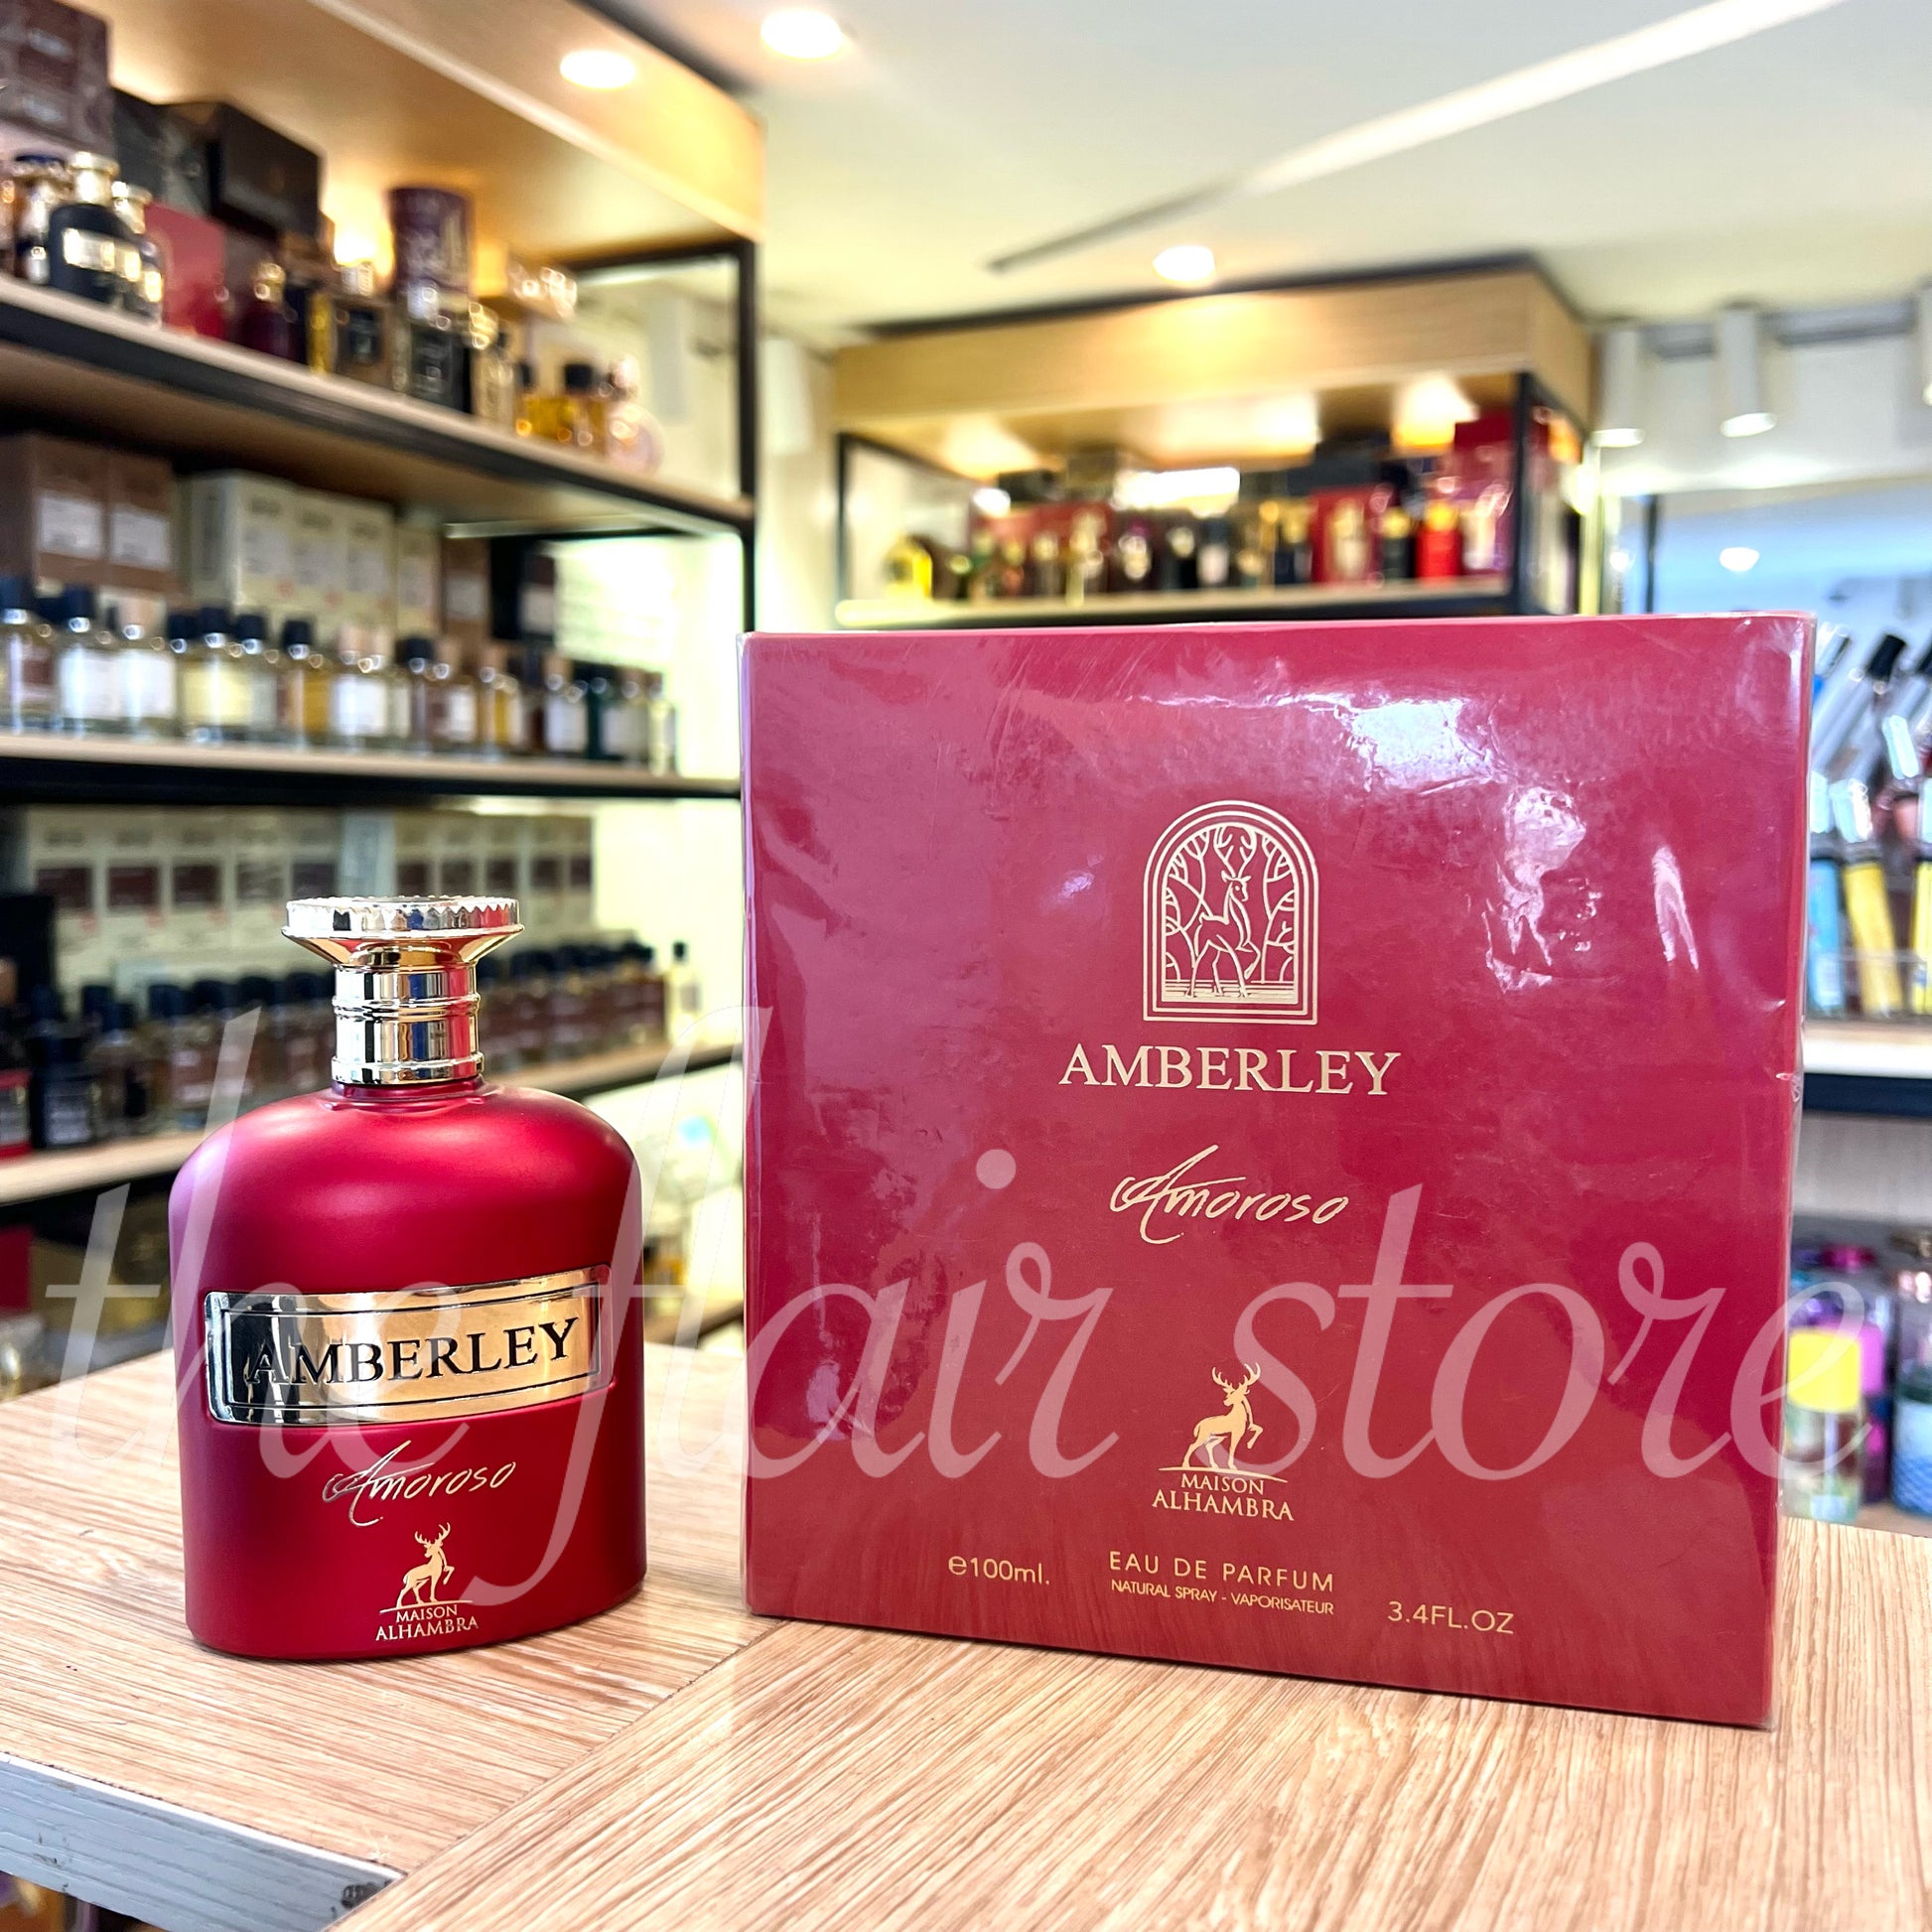 AMBERLEY
Amoroso
MAISON
ALHAMBRA
AMBERLEY
Amoroso
MAISON
ALHAMBRA
℮100ml.
EAU DE PARFUM
NATURAL SPRAY - VAPORISATEUR
3.4FL.OZ
the flair store